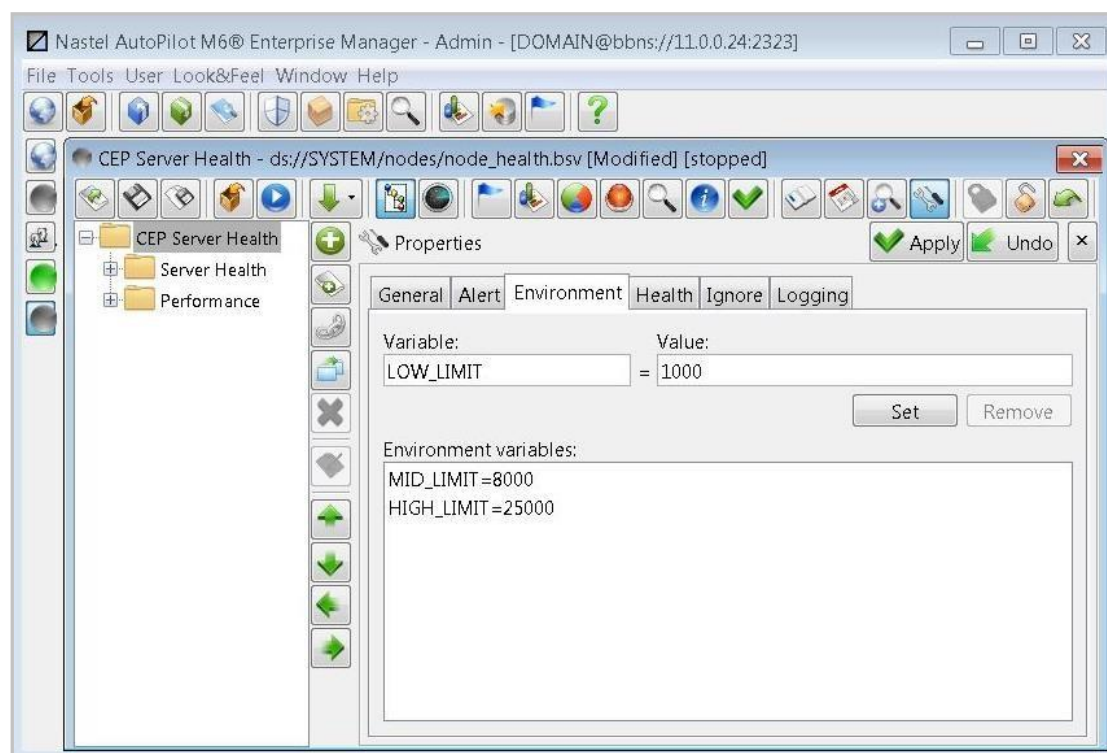 Nastel AutoPilot M6® Enterprise Manager - Admin - [DOMAIN@bbns://11.0.0.24:2323]
File Tools User Look&Feel Window Help
CEP Server Health - ds://SYSTEM/nodes/node_health.bsv [Modified] [stopped]
CEP Server Health
Server Health
Performance
Properties
Apply
Undo
General Alert Environment Health Ignore Logging
Variable: Value:
LOW_LIMIT = 1000
Set Remove
Environment variables:
MID_LIMIT=8000
HIGH_LIMIT=25000